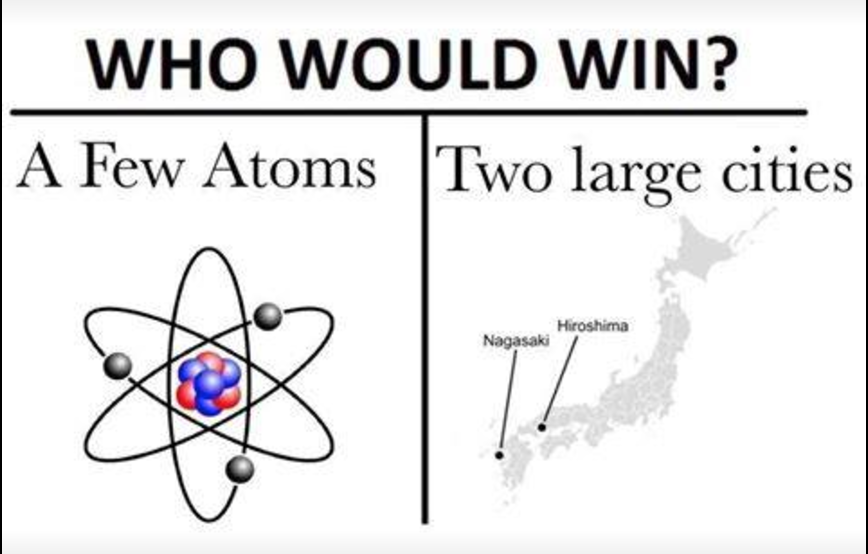 WHO WOULD WIN?
A Few Atoms
Two large cities
Hiroshima
Nagasaki